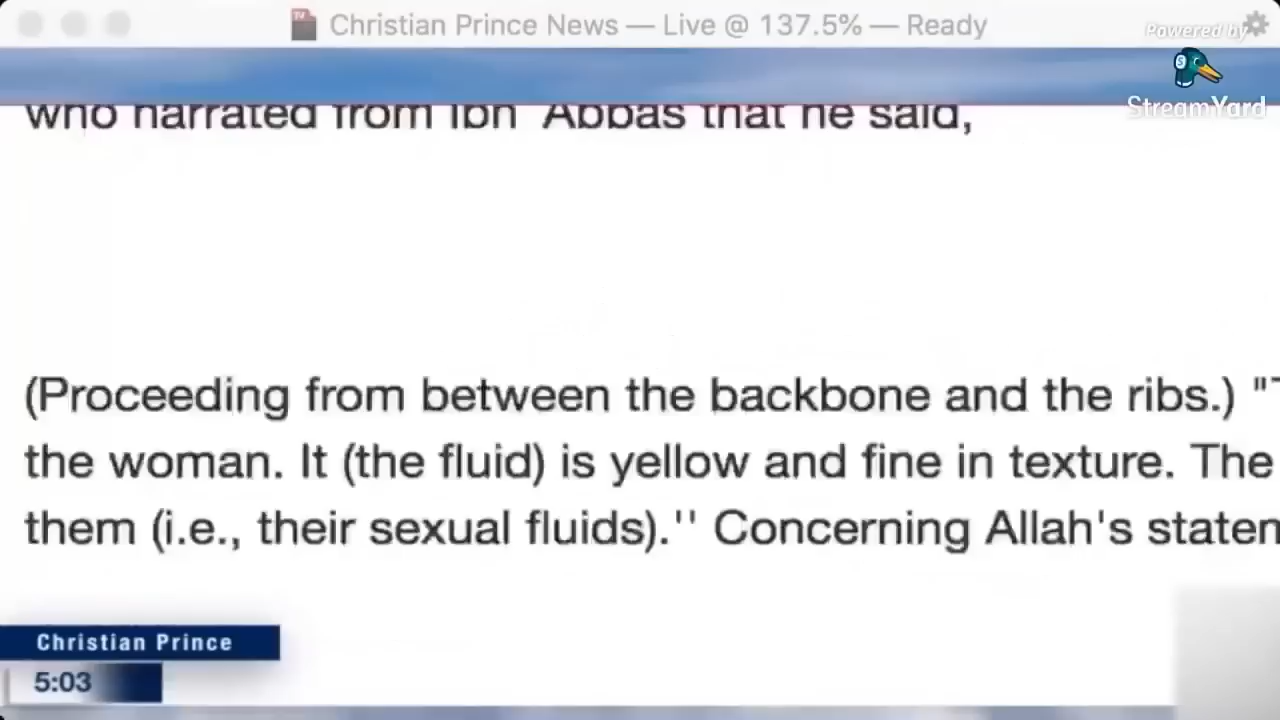 Christian Prince News — Live @ 137.5% — Ready
Powered by
StreamYard
who narrated from Ibn 'Abbas that he said,
(Proceeding from between the backbone and the ribs.) "
the woman. It (the fluid) is yellow and fine in texture. The
them (i.e., their sexual fluids).'' Concerning Allah's
Christian Prince
5:03